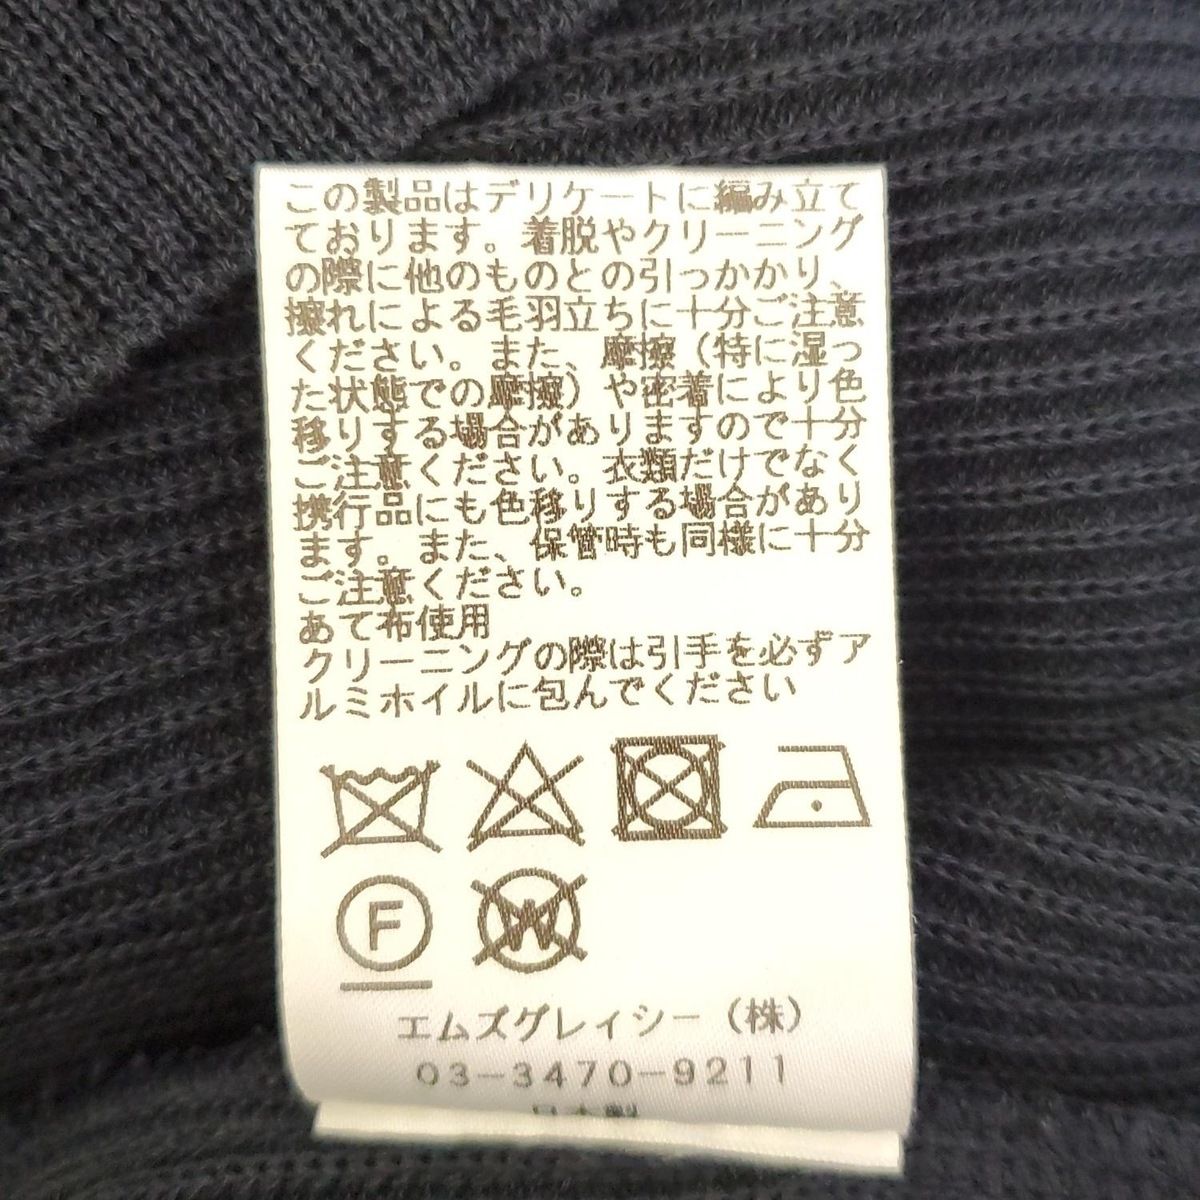 この製品はデリケートに編み立て
ております。着脱やクリーニング
の際に他のものとの引っかかり、
擦れによる毛羽立ちに十分ご注意
ください。また、摩擦（特に湿っ
た状態での摩擦）や密着により色
移りする場合がありますので十分
ご注意ください。衣類だけでなく
携行品にも色移りする場合があり
ます。また、保管時も同様に十分
ご注意ください。
あて布使用
クリーニングの際は引手を必ずア
ルミホイルに包んでください
F W
エムズグレイシー（株）
03-3470-9211
日本製